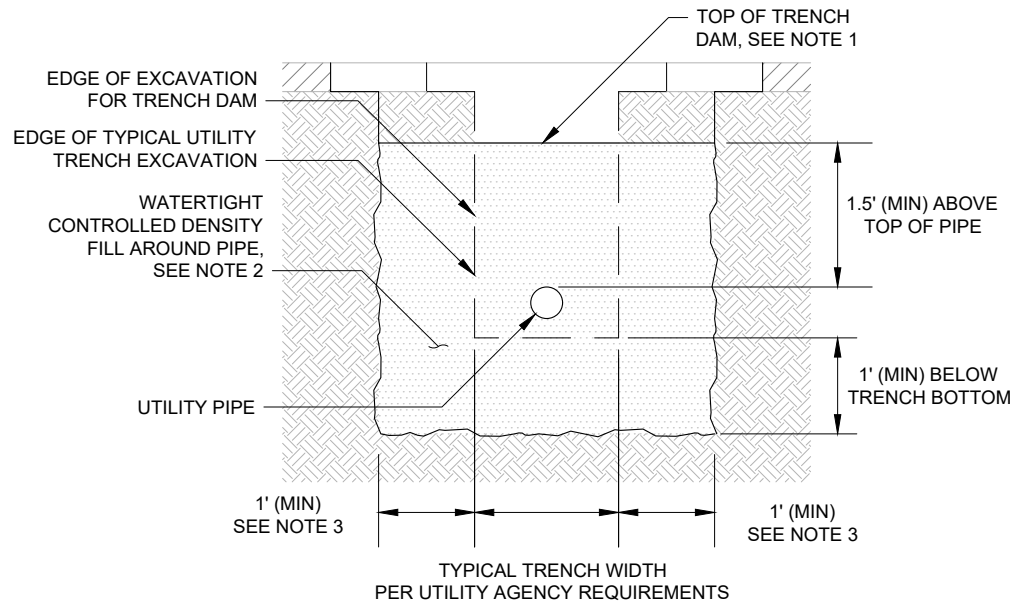 TOP OF TRENCH
DAM, SEE NOTE 1
EDGE OF EXCAVATION
FOR TRENCH DAM
EDGE OF TYPICAL UTILITY
TRENCH EXCAVATION
WATERTIGHT
CONTROLLED DENSITY
FILL AROUND PIPE,
SEE NOTE 2
1.5' (MIN) ABOVE
TOP OF PIPE
UTILITY PIPE
1' (MIN) BELOW
TRENCH BOTTOM
1' (MIN)
SEE NOTE 3
1' (MIN)
SEE NOTE 3
TYPICAL TRENCH WIDTH
PER UTILITY AGENCY REQUIREMENTS